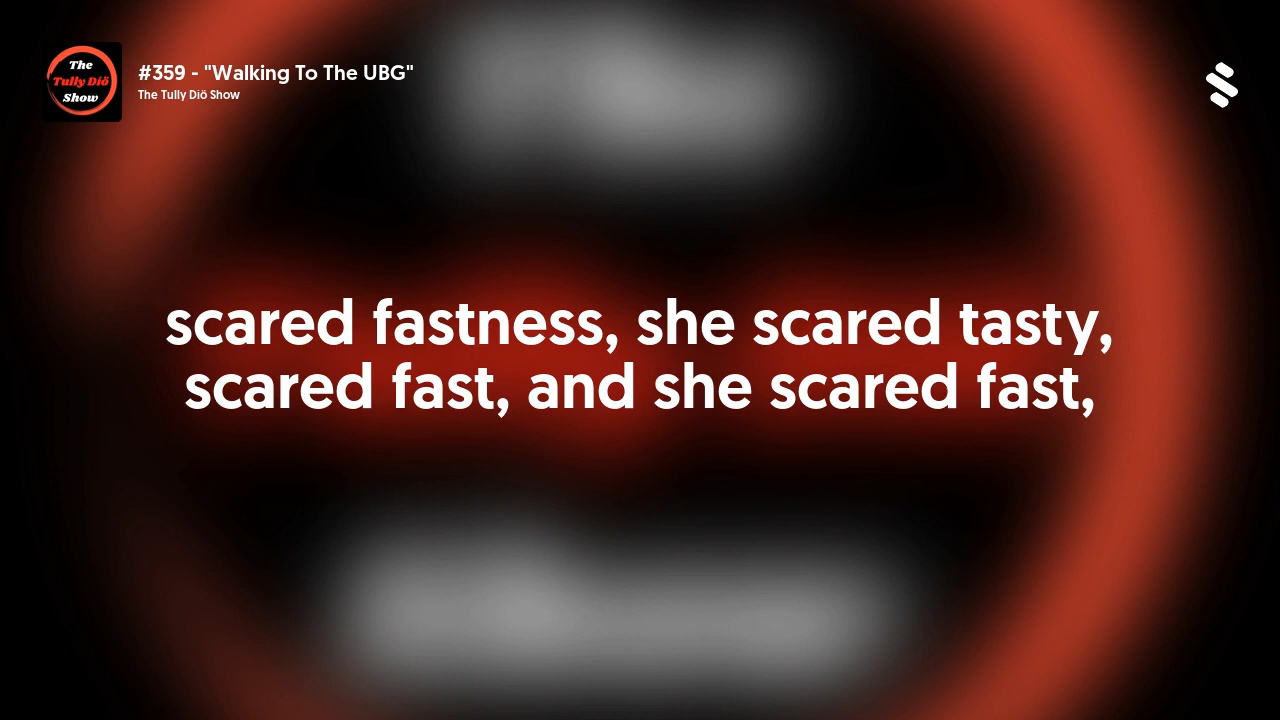 The
Tully Diö
Show
#359 - "Walking To The UBG"
The Tully Diö Show
scared fastness, she scared tasty,
scared fast, and she scared fast,